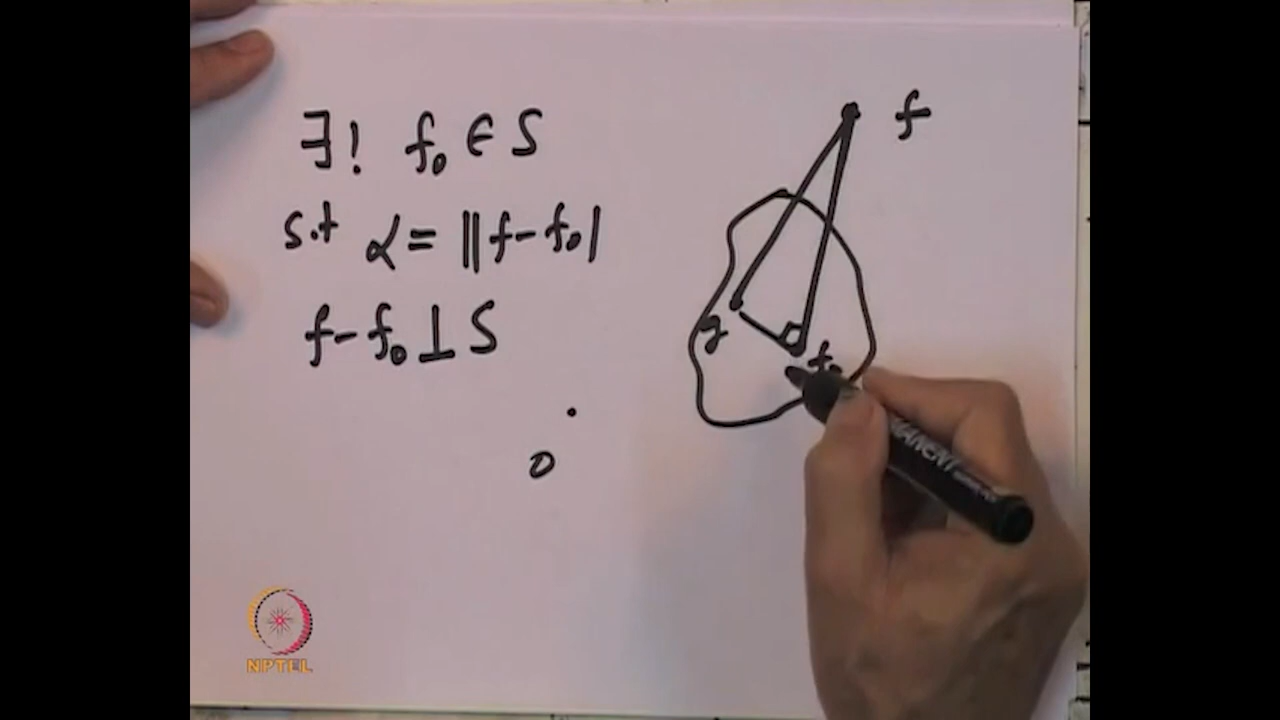 ∃! f₀ ∈ S
s.t α = ||f-f₀|
f-f₀ ⊥ S
0
f
g
f₀
NPTEL